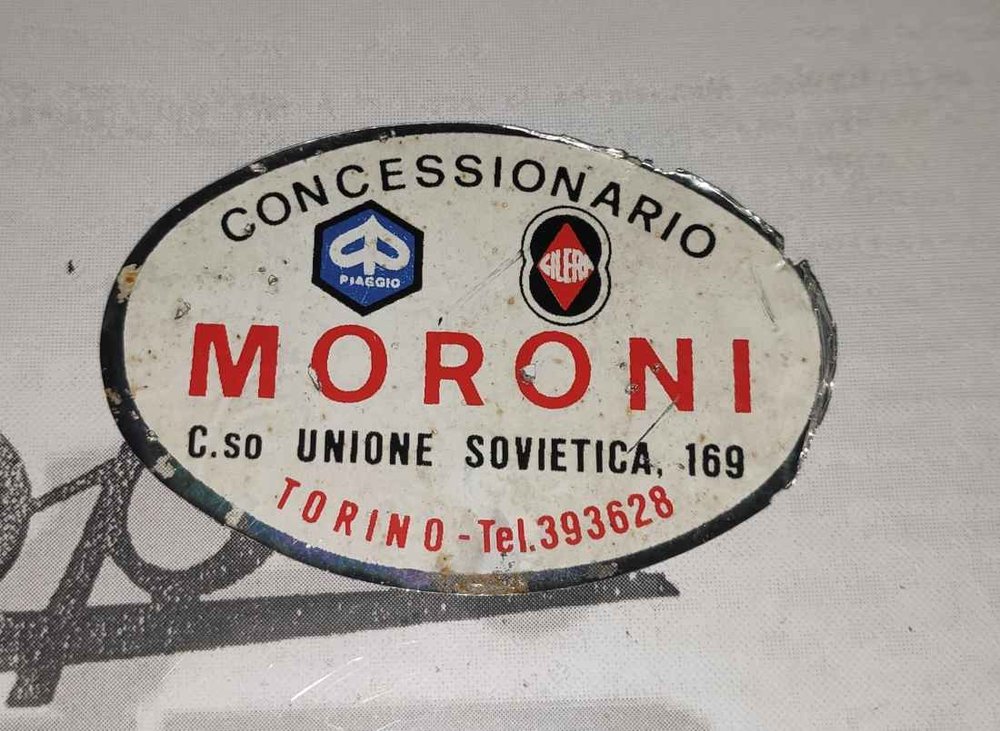 CONCESSIONARIO
PIAGGIO
GILERA
MORONI
C.so UNIONE SOVIETICA, 169
TORINO - Tel. 393628